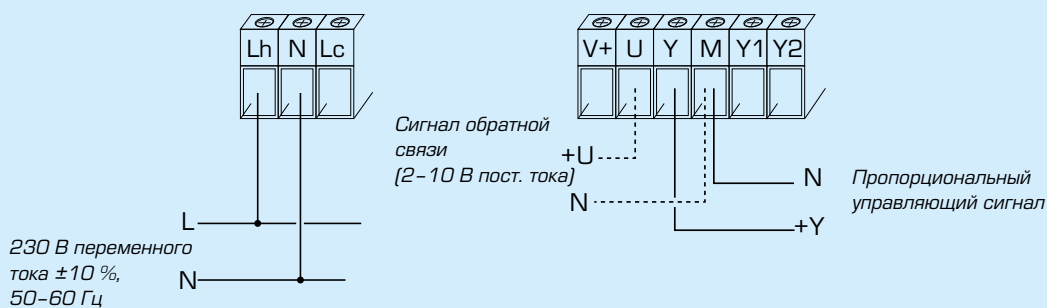 Lh N Lc
V+ U Y M Y1 Y2
Сигнал обратной
связи
(2-10 В пост. тока)
+U
N
N
+Y
Пропорциональный
управляющий сигнал
L
N
230 В переменного
тока ±10 %,
50-60 Гц